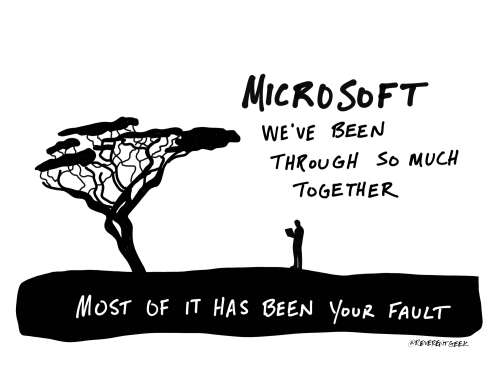 MICROSOFT
WE'VE BEEN
THROUGH SO MUCH
TOGETHER
MOST OF IT HAS BEEN YOUR FAULT
@REVERENTGEEK